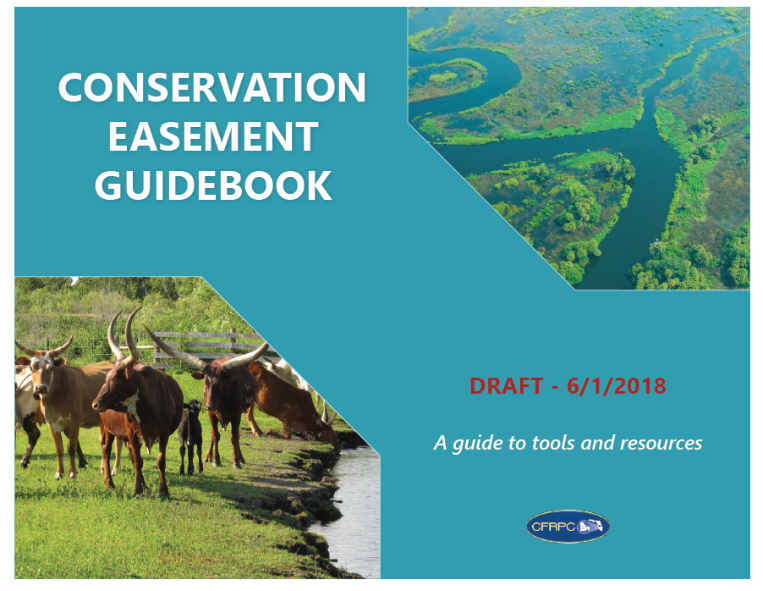 CONSERVATION
EASEMENT
GUIDEBOOK
DRAFT - 6/1/2018
A guide to tools and resources
CFRPC